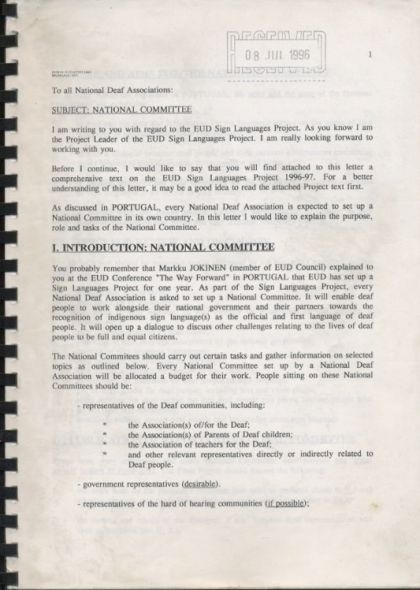 RECEIVED
08 JUL 1996
1
To all National Deaf Associations:
SUBJECT: NATIONAL COMMITTEE
I am writing to you with regard to the EUD Sign Languages Project. As you know I am
the Project Leader of the EUD Sign Languages Project. I am really looking forward to
working with you.
Before I continue, I would like to say that you will find attached to this letter a
comprehensive text on the EUD Sign Languages Project 1996-97. For a better
understanding of this letter, it may be a good idea to read the attached Project text first.
As discussed in PORTUGAL, every National Deaf Association is expected to set up a
National Committee in its own country. In this letter I would like to explain the purpose,
role and tasks of the National Committee.
I. INTRODUCTION: NATIONAL COMMITTEE
You probably remember that Markku JOKINEN (member of EUD Council) explained to
you at the EUD Conference "The Way Forward" in PORTUGAL that EUD has set up a
Sign Languages Project for one year. As part of the Sign Languages Project, every
National Deaf Association is asked to set up a National Committee. It will enable deaf
people to work alongside their national government and their partners towards the
recognition of indigenous sign language(s) as the official and first language of deaf
people. It will open up a dialogue to discuss other challenges relating to the lives of deaf
people to be full and equal citizens.
The National Committees should carry out certain tasks and gather information on selected
topics as outlined below. Every National Committee set up by a National Deaf
Association will be allocated a budget for their work. People sitting on these National
Committees should be:
- representatives of the Deaf communities, including:
* the Association(s) of/for the Deaf;
* the Association(s) of Parents of Deaf children;
* the Association of teachers for the Deaf;
* and other relevant representatives directly or indirectly related to
Deaf people.
- government representatives (desirable).
- representatives of the hard of hearing communities (if possible);